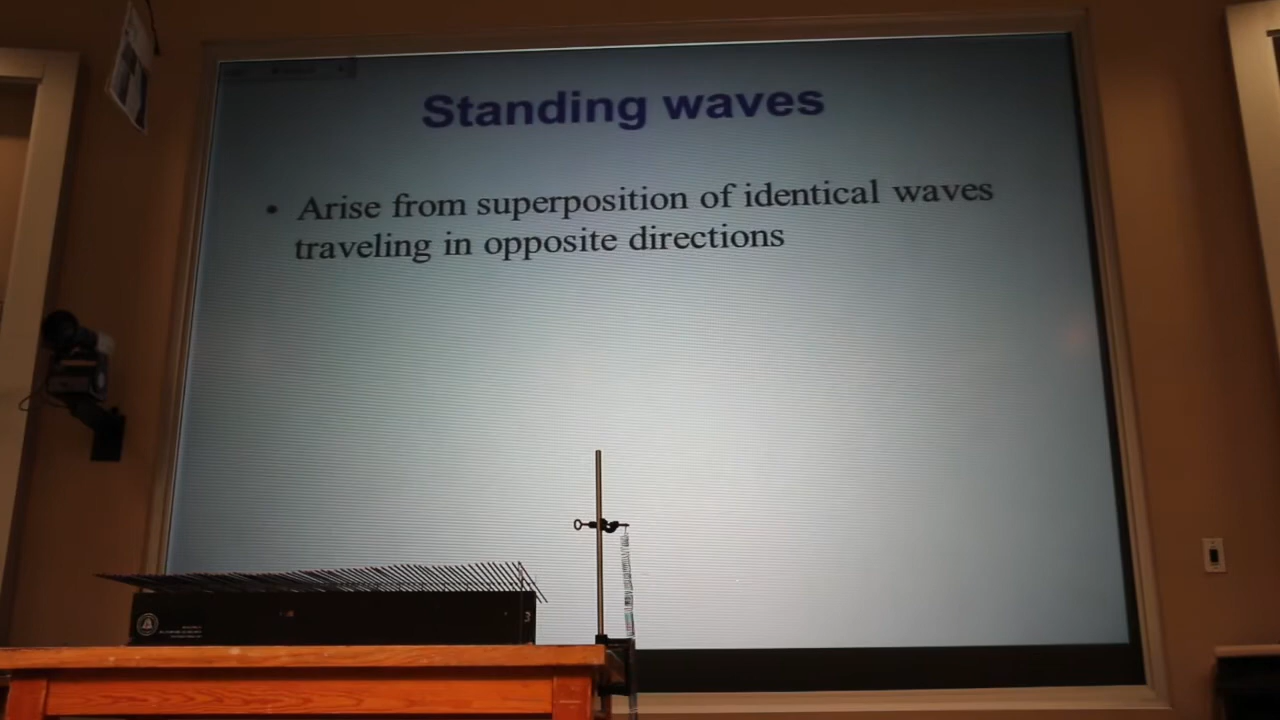 Standing waves
• Arise from superposition of identical waves
traveling in opposite directions